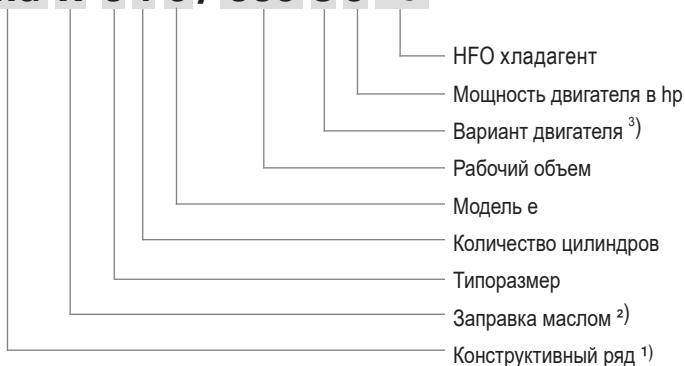 HFO хладагент
Мощность двигателя в hp
Вариант двигателя ³)
Рабочий объем
Модель e
Количество цилиндров
Типоразмер
Заправка маслом ²)
Конструктивный ряд ¹)